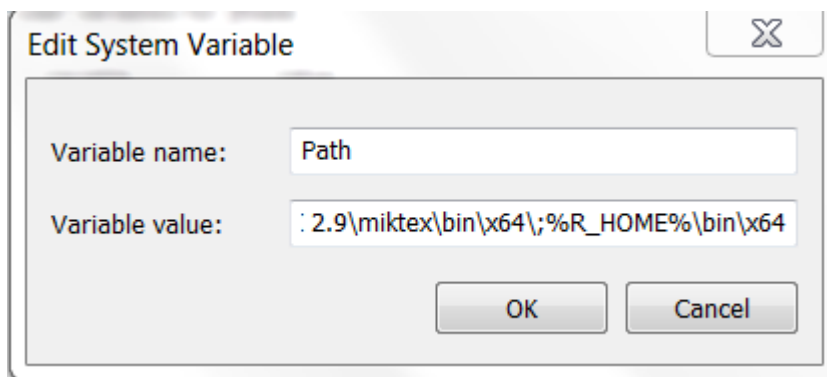 Edit System Variable
Variable name: Path
Variable value: 2.9\miktex\bin\x64\;%R_HOME%\bin\x64
OK Cancel